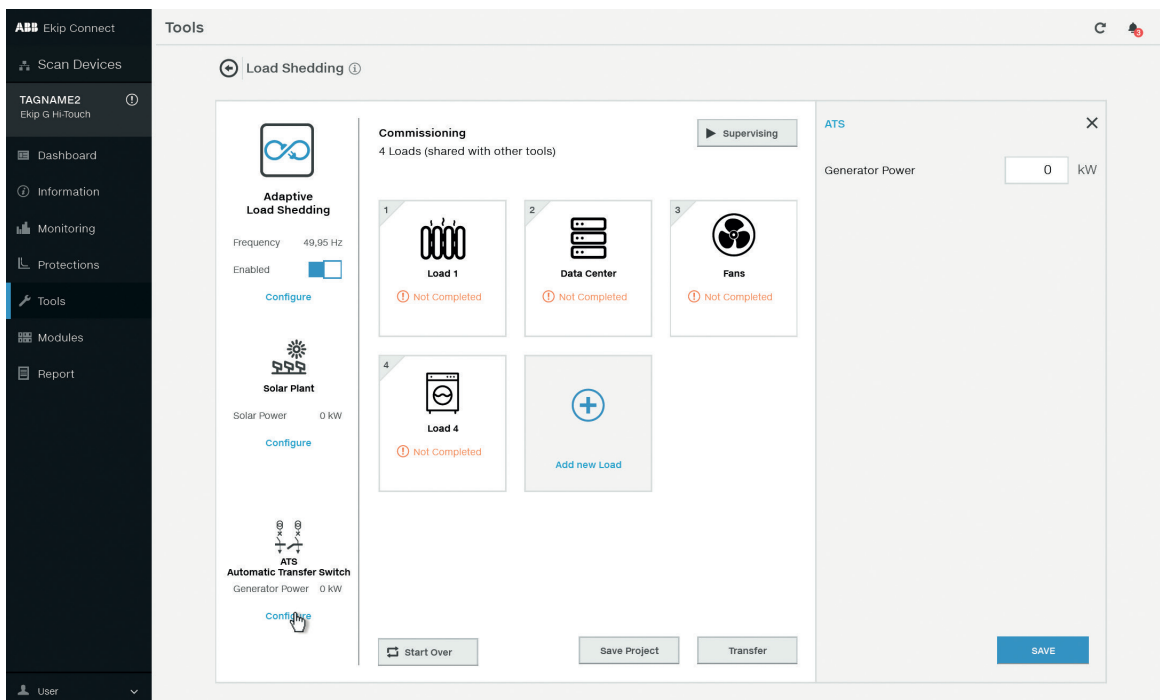 ABB Ekip Connect
Tools
3
Scan Devices
Load Shedding
TAGNAME2
Ekip G Hi-Touch
Dashboard
Information
Monitoring
Protections
Tools
Modules
Report
User
Adaptive
Load Shedding
Frequency 49,95 Hz
Enabled
Configure
Solar Plant
Solar Power 0 kW
Configure
ATS
Automatic Transfer Switch
Generator Power 0 kW
Configure
Commissioning
4 Loads (shared with other tools)
Supervising
1
Load 1
Not Completed
2
Data Center
Not Completed
3
Fans
Not Completed
4
Load 4
Not Completed
Add new Load
Start Over
Save Project
Transfer
ATS
Generator Power 0 kW
SAVE